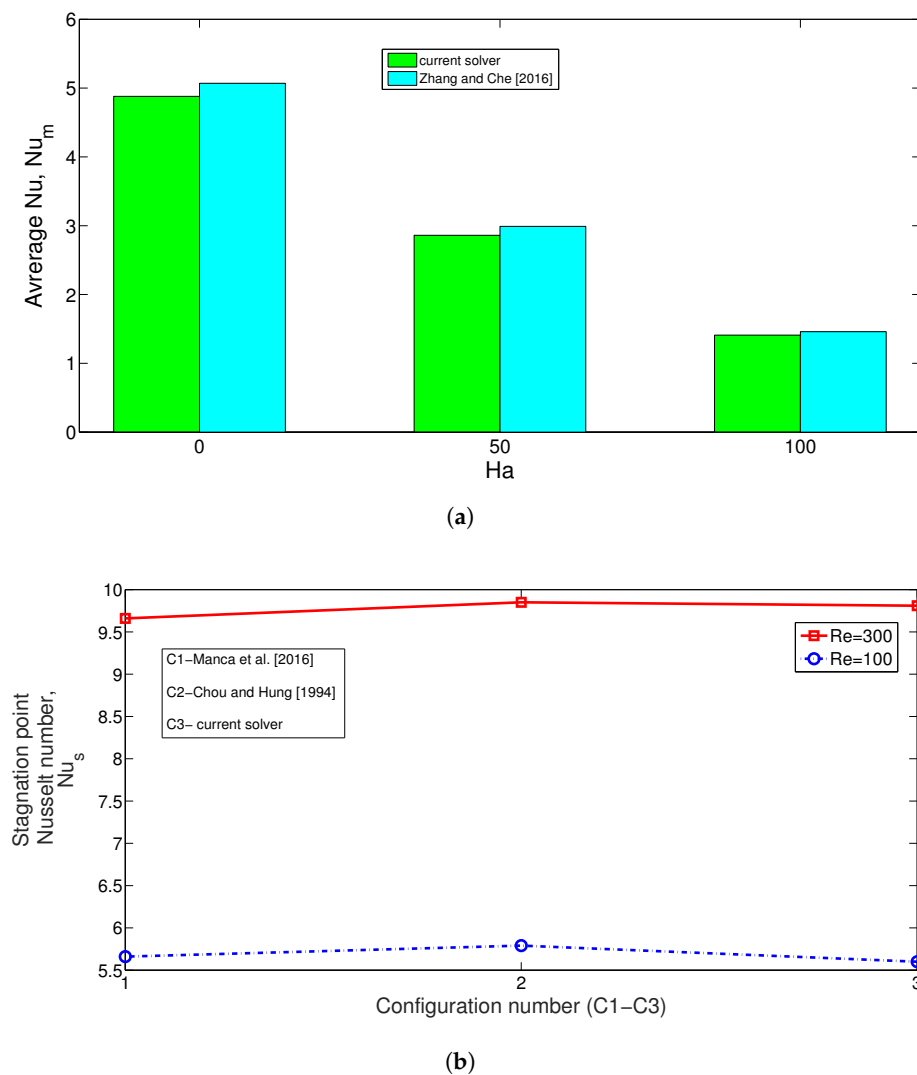 6
5
4
3
2
1
0
Avrerage Nu, Nu_m
current solver
Zhang and Che [2016]
0 50 100
Ha
(a)
10
9.5
9
8.5
8
7.5
7
6.5
6
5.5
Stagnation point
Nusselt number,
Nu_s
C1−Manca et al. [2016]
C2−Chou and Hung [1994]
C3− current solver
Re=300
Re=100
1 2 3
Configuration number (C1−C3)
(b)